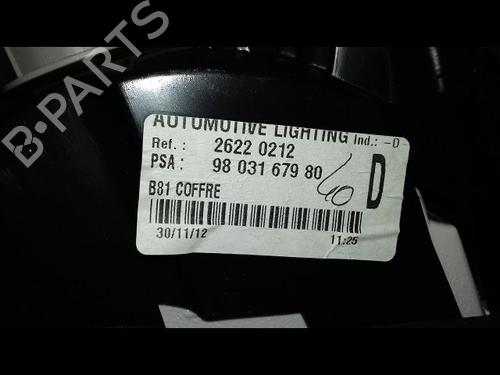 B-PARTS
AUTOMOTIVE LIGHTING Ind.: -0-
Ref.: 2622 0212
PSA: 98 031 679 80
D
B81 COFFRE
30/11/12 11:25